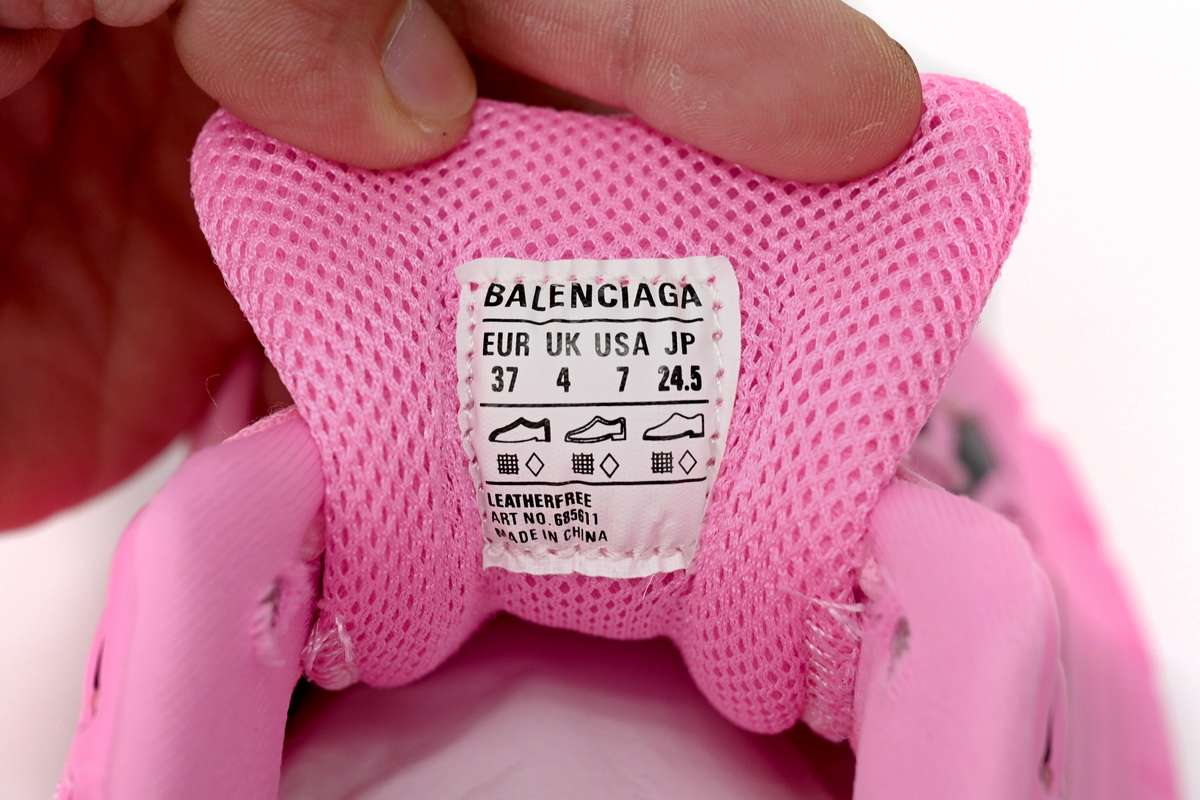 BALENCIAGA
EUR UK USA JP
37 4 7 24.5
LEATHERFREE
ART NO. 685611
MADE IN CHINA